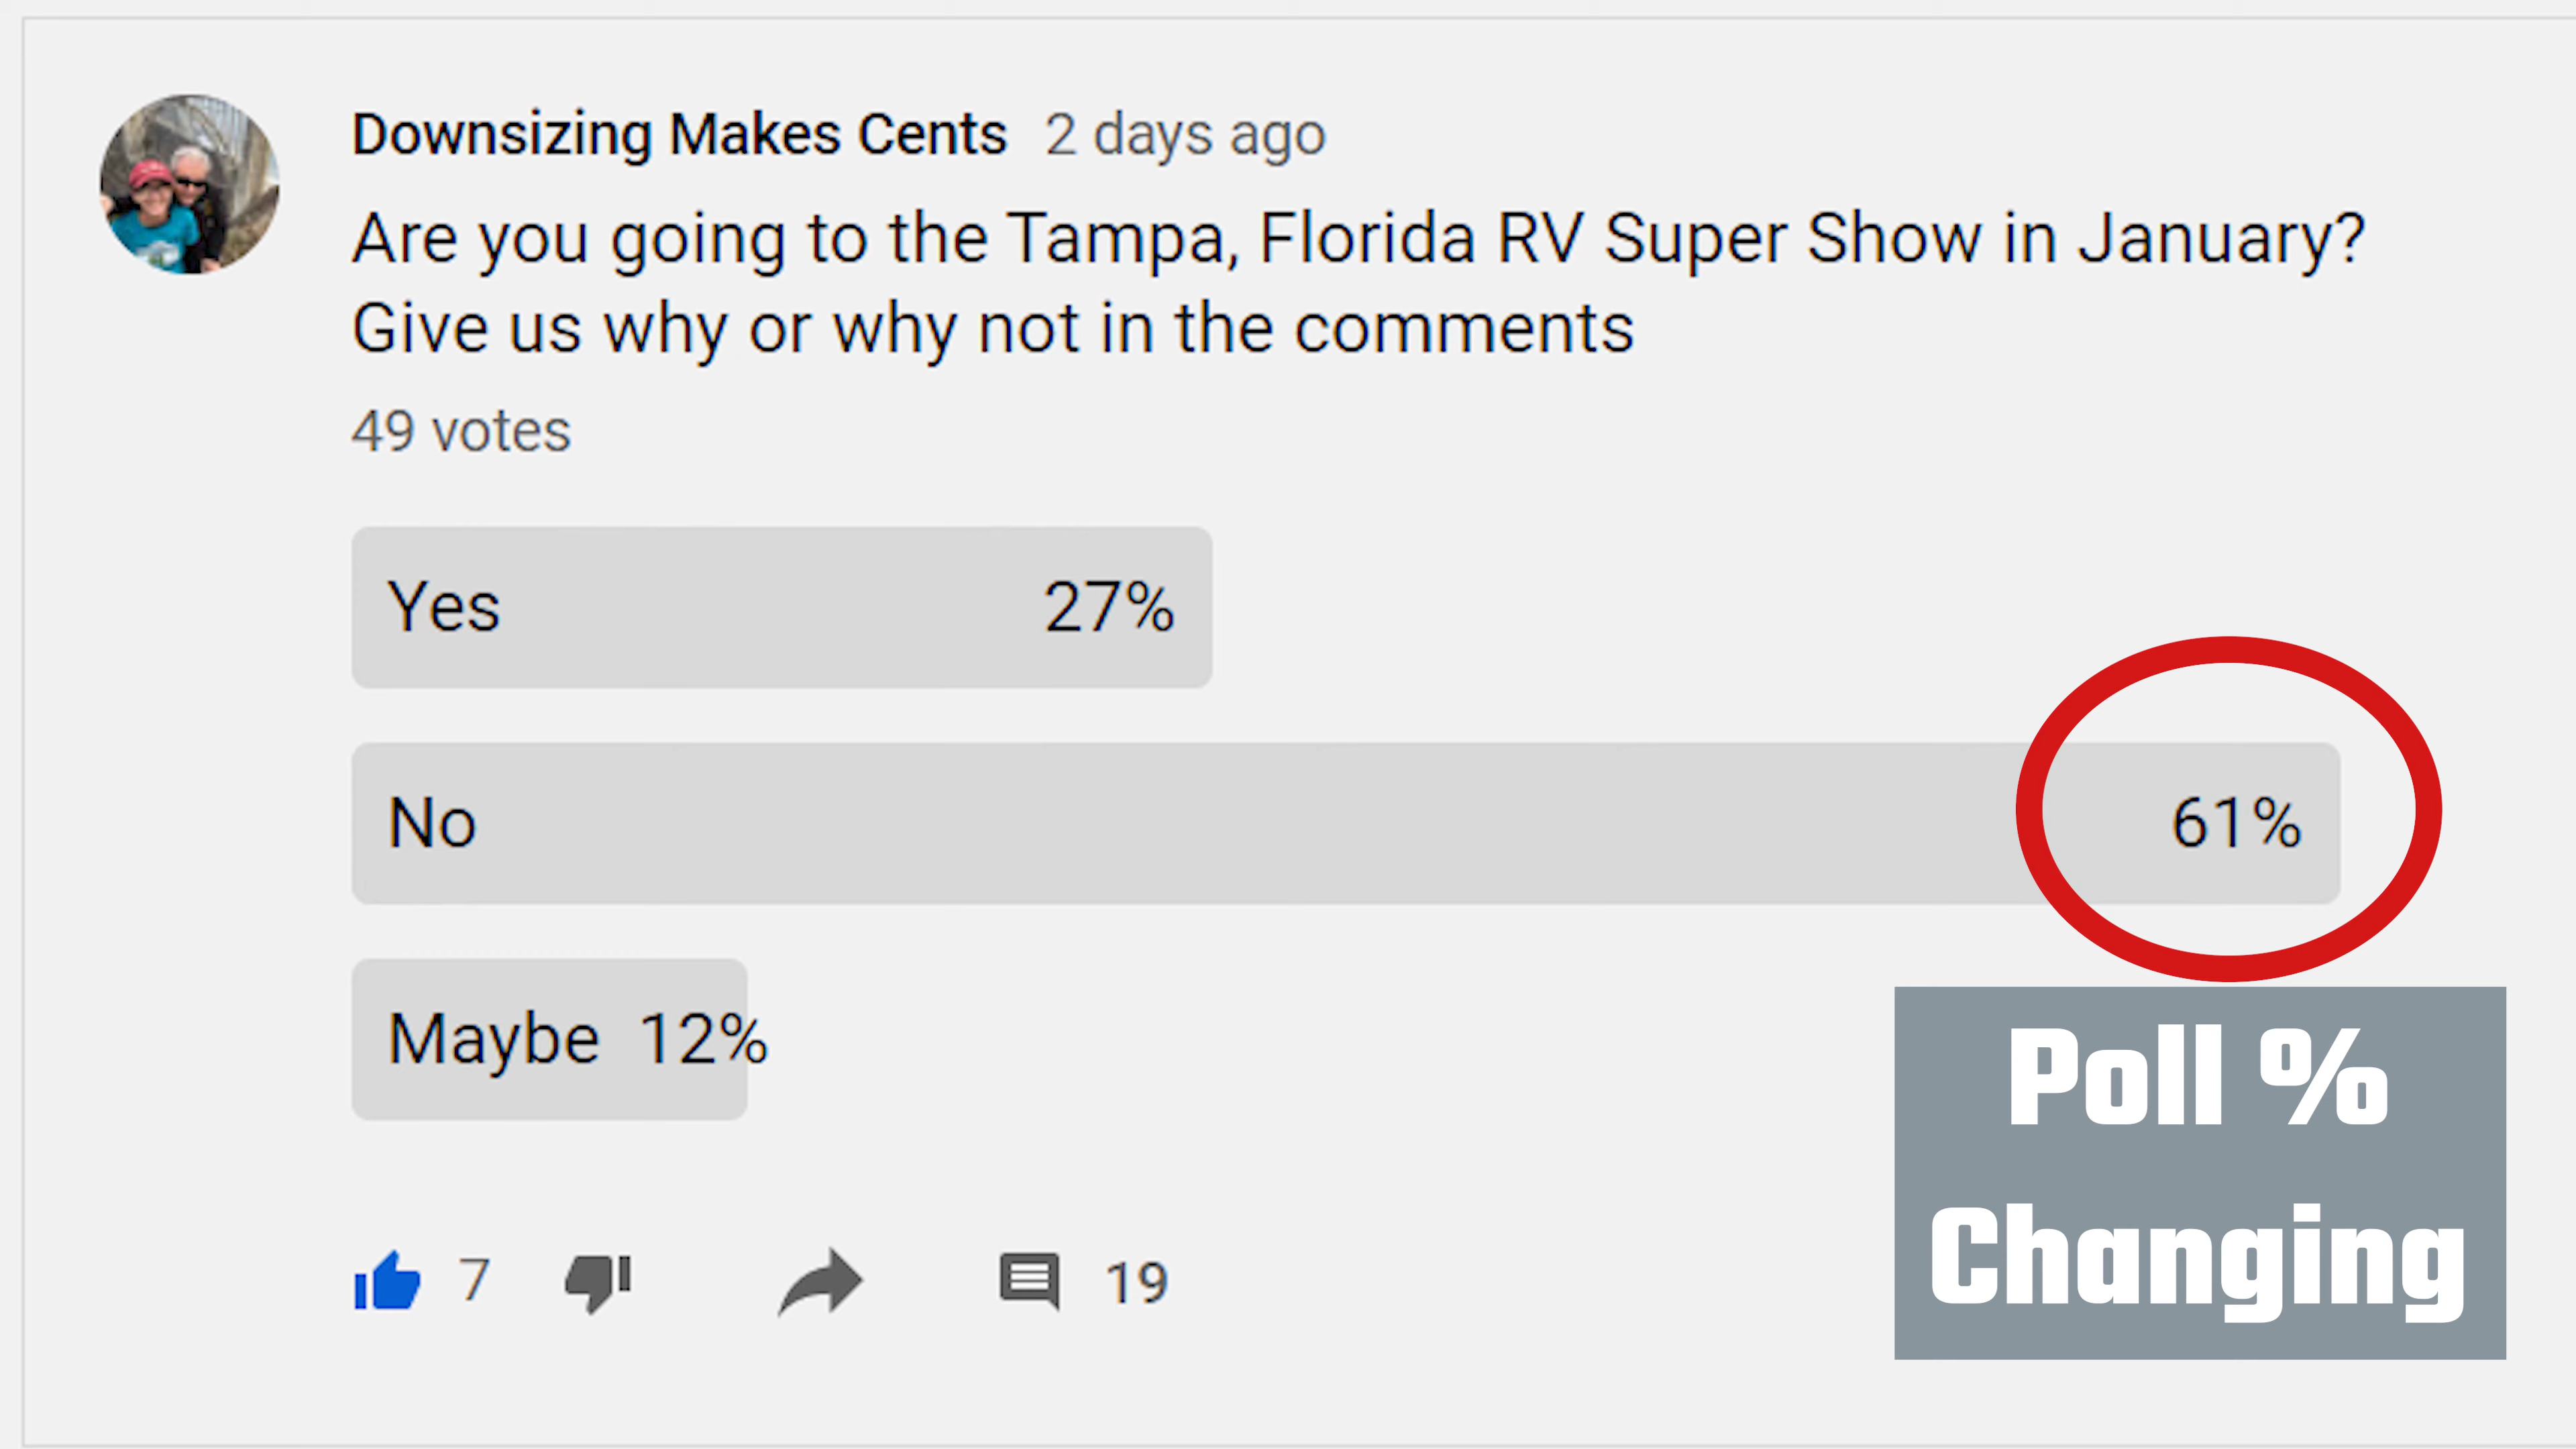 Downsizing Makes Cents 2 days ago
Are you going to the Tampa, Florida RV Super Show in January?
Give us why or why not in the comments
49 votes
Yes 27%
No 61%
Maybe 12%
Poll %
Changing
7 19